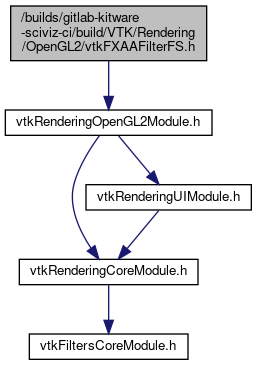 /builds/gitlab-kitware
-sciviz-ci/build/VTK/Rendering
/OpenGL2/vtkFXAAFilterFS.h
vtkRenderingOpenGL2Module.h
vtkRenderingUIModule.h
vtkRenderingCoreModule.h
vtkFiltersCoreModule.h